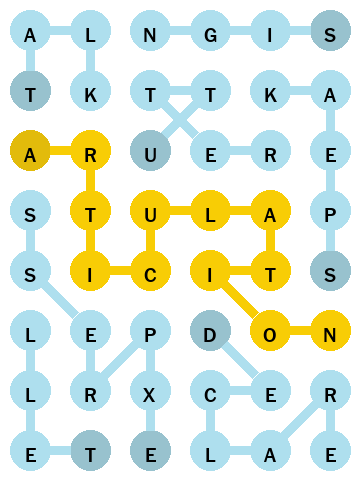 A L N G I S
T K T T K A
A R U E R E
S T U L A P
S I C I T S
L E P D O N
L R X C E R
E T E L A E